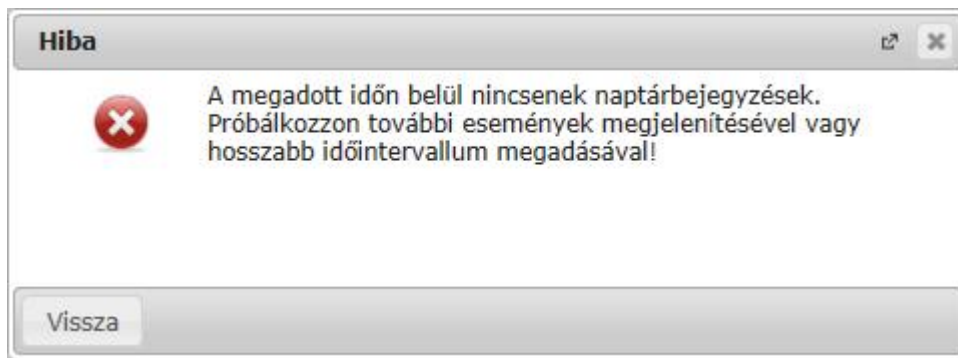 Hiba
A megadott időn belül nincsenek naptárbejegyzések.
Próbálkozzon további események megjelenítésével vagy
hosszabb időintervallum megadásával!
Vissza